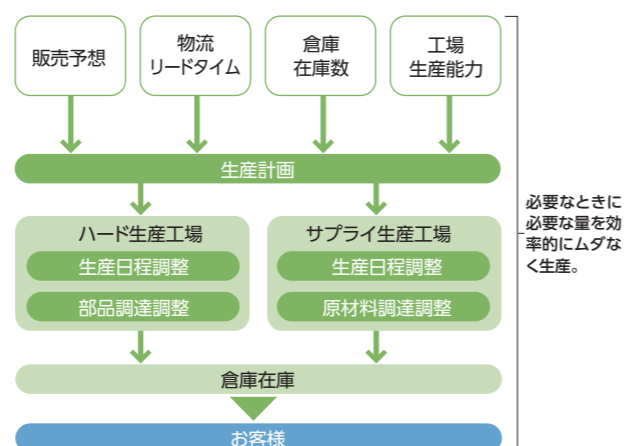 販売予想
物流
リードタイム
倉庫
在庫数
工場
生産能力
生産計画
ハード生産工場
生産日程調整
部品調達調整
サプライ生産工場
生産日程調整
原材料調達調整
倉庫在庫
お客様
必要なときに
必要な量を効
率的にムダな
く生産。